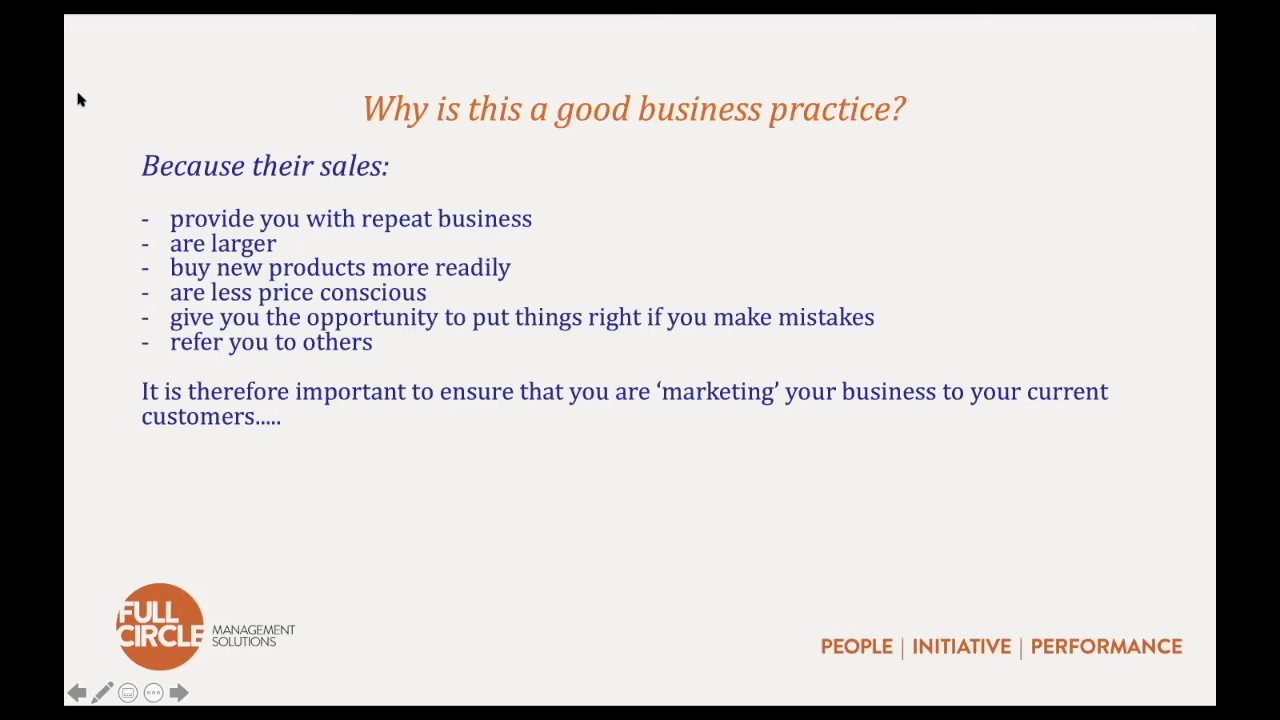 Why is this a good business practice?
Because their sales:
- provide you with repeat business
- are larger
- buy new products more readily
- are less price conscious
- give you the opportunity to put things right if you make mistakes
- refer you to others
It is therefore important to ensure that you are ‘marketing’ your business to your current
customers.....
FULL
CIRCLE
MANAGEMENT
SOLUTIONS
PEOPLE | INITIATIVE | PERFORMANCE